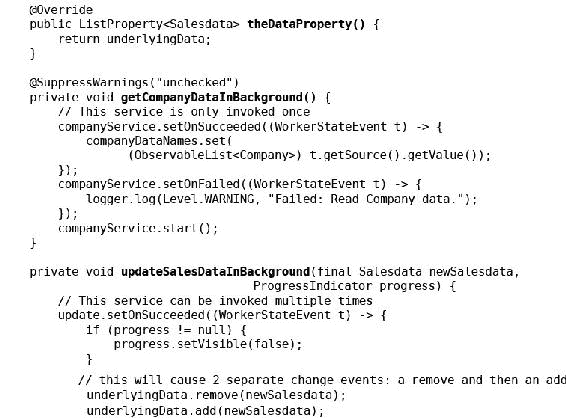 @Override
public ListProperty<Salesdata> theDataProperty() {
    return underlyingData;
}

@SuppressWarnings("unchecked")
private void getCompanyDataInBackground() {
    // This service is only invoked once
    companyService.setOnSucceeded((WorkerStateEvent t) -> {
        companyDataNames.set(
              (ObservableList<Company>) t.getSource().getValue());
    });
    companyService.setOnFailed((WorkerStateEvent t) -> {
        logger.log(Level.WARNING, "Failed: Read Company data.");
    });
    companyService.start();
}

private void updateSalesDataInBackground(final Salesdata newSalesdata,
                                ProgressIndicator progress) {
    // This service can be invoked multiple times
    update.setOnSucceeded((WorkerStateEvent t) -> {
        if (progress != null) {
            progress.setVisible(false);
        }
       // this will cause 2 separate change events: a remove and then an add
        underlyingData.remove(newSalesdata);
        underlyingData.add(newSalesdata);